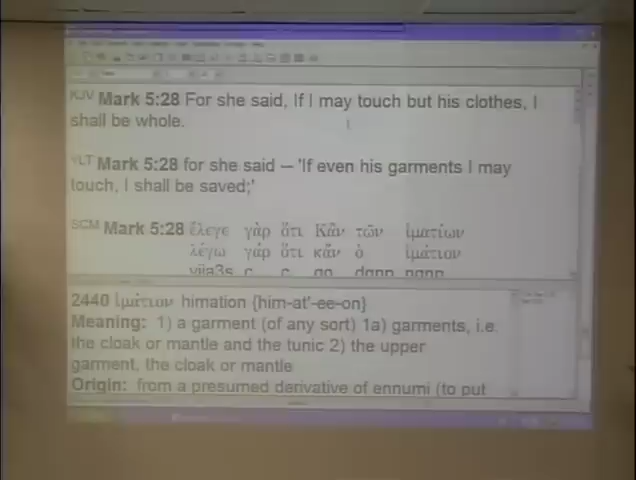 KJV Mark 5:28 For she said, If I may touch but his clothes, I
shall be whole.
YLT Mark 5:28 for she said — 'If even his garments I may
touch, I shall be saved;'
SCM Mark 5:28 ἔλεγε γὰρ ὅτι Κἂν τῶν ἱματίων
λέγω γάρ ὅτι κἄν ὁ ἱμάτιον
viia3s c c
2440 ἱμάτιον himation {him-at'-ee-on}
Meaning: 1) a garment (of any sort) 1a) garments, i.e.
the cloak or mantle and the tunic 2) the upper
garment, the cloak or mantle
Origin: from a presumed derivative of ennumi (to put